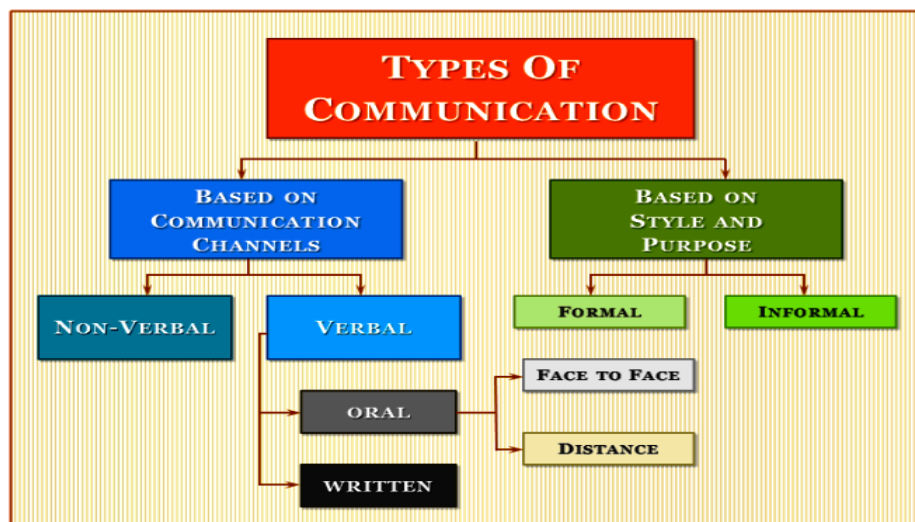 TYPES OF
COMMUNICATION
BASED ON
COMMUNICATION
CHANNELS
BASED ON
STYLE AND
PURPOSE
NON-VERBAL
VERBAL
FORMAL
INFORMAL
ORAL
FACE TO FACE
DISTANCE
WRITTEN